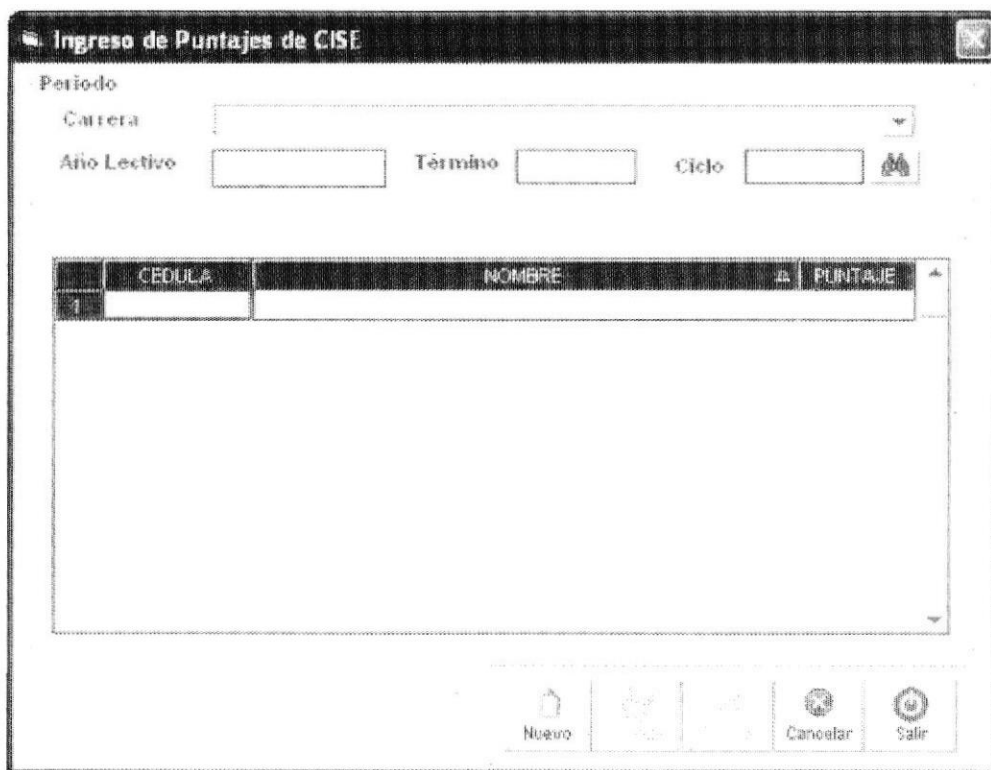 Ingreso de Puntajes de CISE
Periodo
Carrera
Año Lectivo Término Ciclo
CEDULA NOMBRE PUNTAJE
1
Nuevo Cancelar Salir